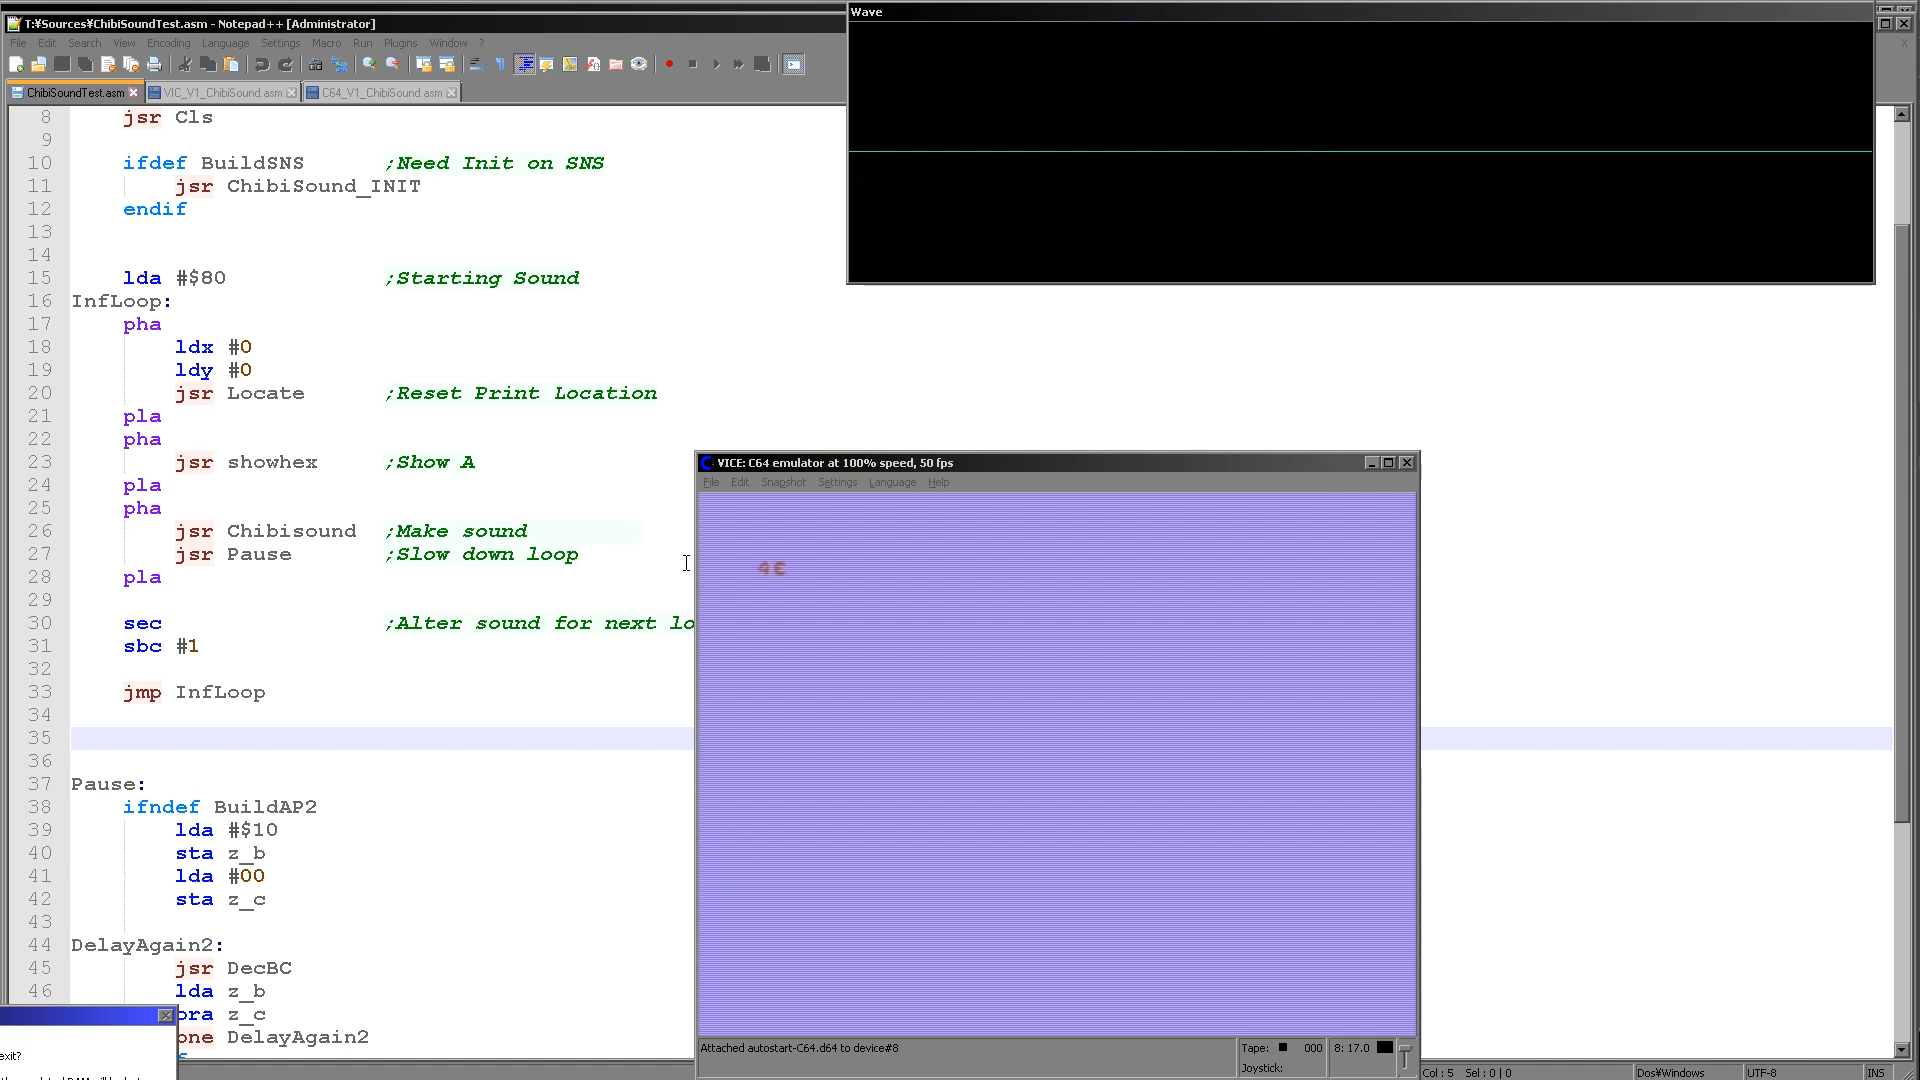 T:¥Sources¥ChibiSoundTest.asm - Notepad++ [Administrator]
Wave
File Edit Search View Encoding Language Settings Macro Run Plugins Window ?
ChibiSoundTest.asm VIC_V1_ChibiSound.asm C64_V1_ChibiSound.asm
8 jsr Cls
9
10 ifdef BuildSNS ;Need Init on SNS
11 jsr ChibiSound_INIT
12 endif
13
14
15 lda #$80 ;Starting Sound
16 InfLoop:
17 pha
18 ldx #0
19 ldy #0
20 jsr Locate ;Reset Print Location
21 pla
22 pha
23 jsr showhex ;Show A
24 pla
25 pha
26 jsr Chibisound ;Make sound
27 jsr Pause ;Slow down loop
28 pla
29
30 sec ;Alter sound for next lo
31 sbc #1
32
33 jmp InfLoop
34
35
36
37 Pause:
38 ifndef BuildAP2
39 lda #$10
40 sta z_b
41 lda #00
42 sta z_c
43
44 DelayAgain2:
45 jsr DecBC
46 lda z_b
ora z_c
bne DelayAgain2
exit?
VICE: C64 emulator at 100% speed, 50 fps
File Edit Snapshot Settings Language Help
4E
Attached autostart-C64.d64 to device#8
Tape: 000 8: 17.0
Joystick:
Col : 5 Sel : 0 | 0 Dos¥Windows UTF-8 INS